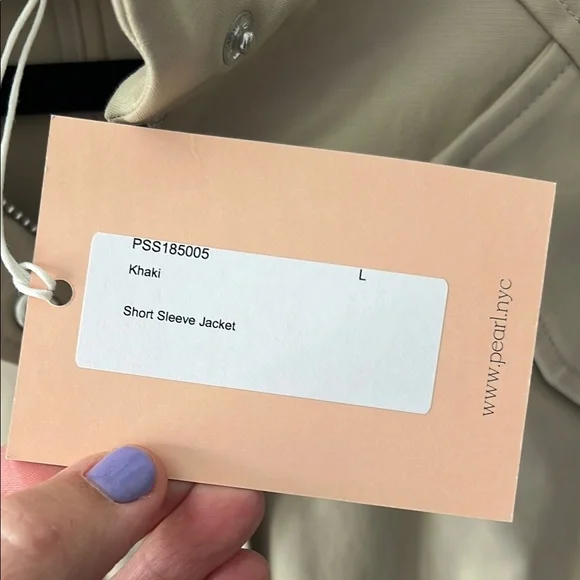 PSS185005
Khaki L
Short Sleeve Jacket
www.pearl.nyc